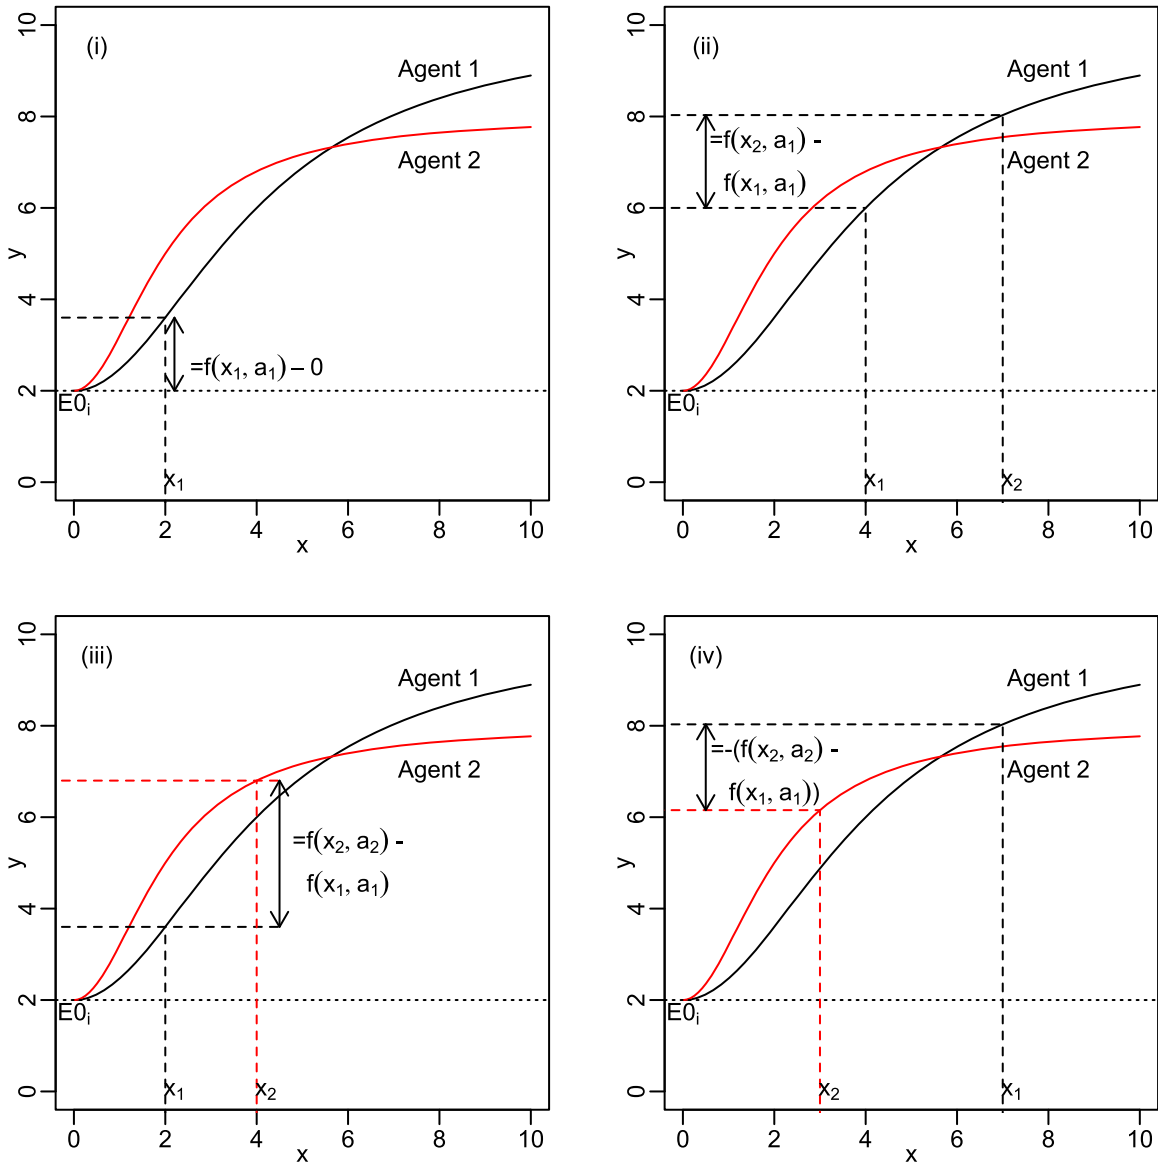 (i)
Agent 1
Agent 2
=f(x₁, a₁) – 0
E0ᵢ
x₁
y
0 2 4 6 8 10
0 2 4 6 8 10
x
(ii)
Agent 1
Agent 2
=f(x₂, a₁) -
f(x₁, a₁)
E0ᵢ
x₁ x₂
y
0 2 4 6 8 10
0 2 4 6 8 10
x
(iii)
Agent 1
Agent 2
=f(x₂, a₂) -
f(x₁, a₁)
E0ᵢ
x₁ x₂
y
0 2 4 6 8 10
0 2 4 6 8 10
x
(iv)
Agent 1
Agent 2
=-(f(x₂, a₂) -
f(x₁, a₁))
E0ᵢ
x₂ x₁
y
0 2 4 6 8 10
0 2 4 6 8 10
x